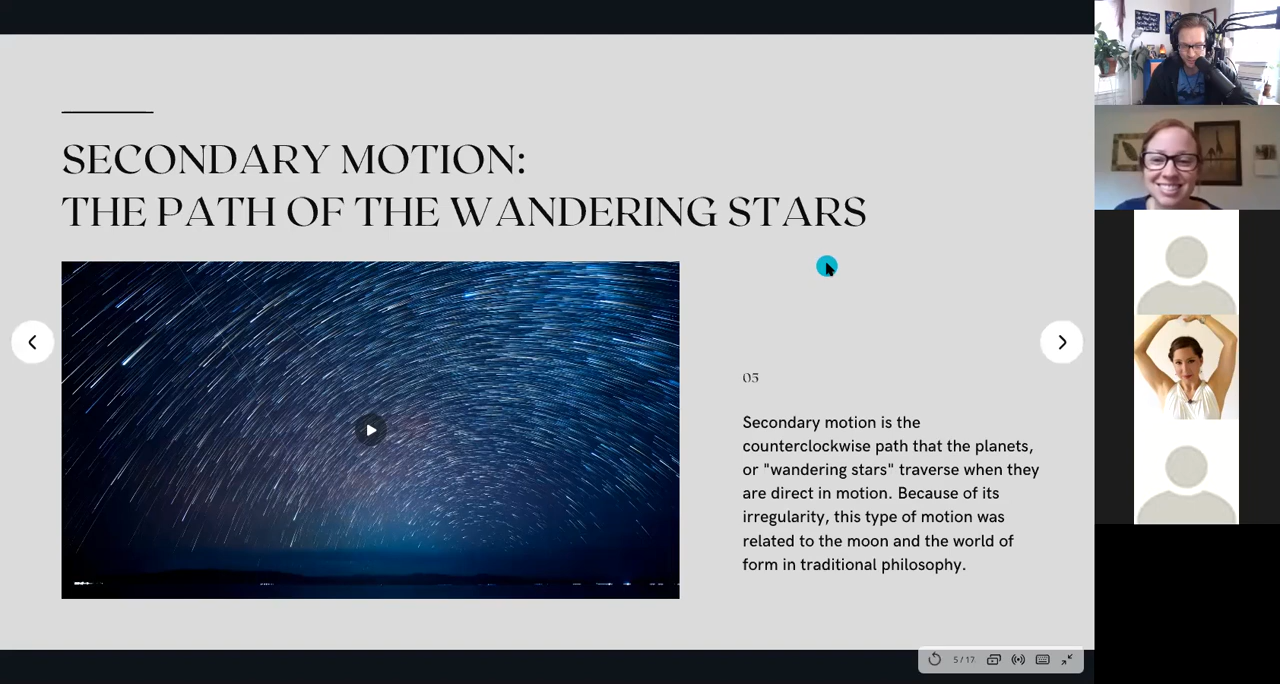 SECONDARY MOTION:
THE PATH OF THE WANDERING STARS
05
Secondary motion is the
counterclockwise path that the planets,
or "wandering stars" traverse when they
are direct in motion. Because of its
irregularity, this type of motion was
related to the moon and the world of
form in traditional philosophy.
5 / 17